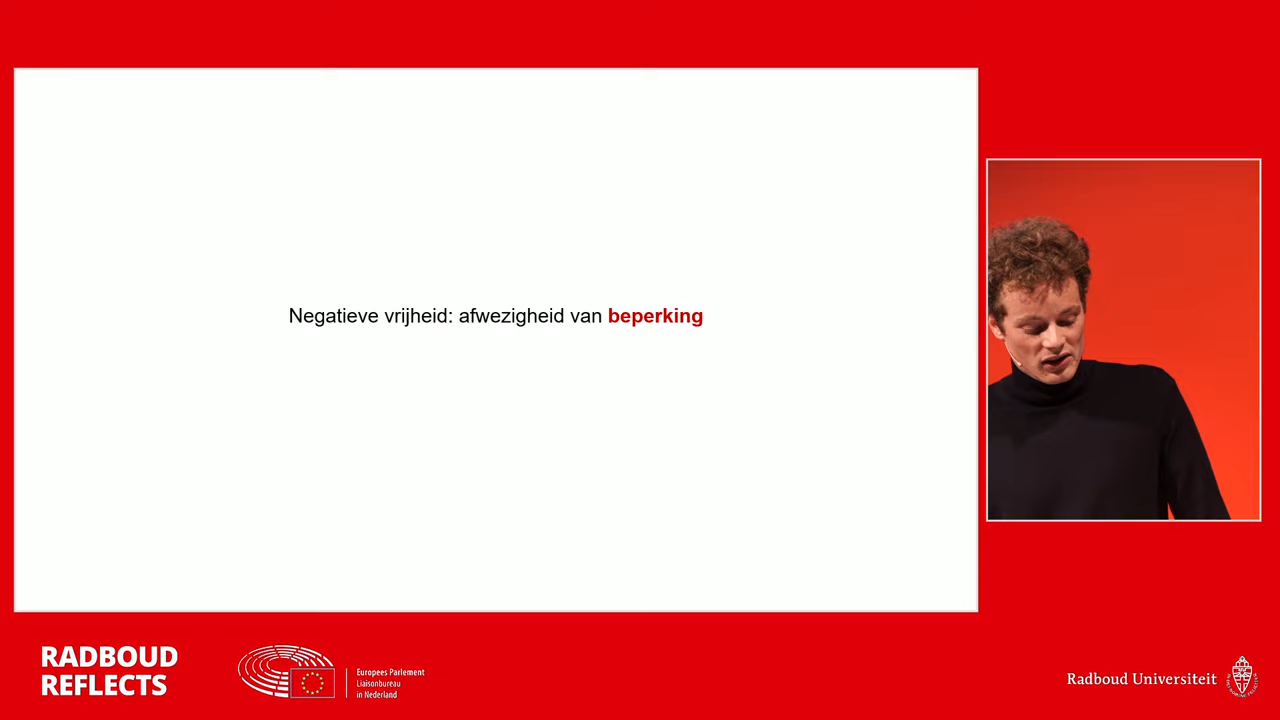 Negatieve vrijheid: afwezigheid van beperking
RADBOUD
REFLECTS
Europees Parlement
Liaisonbureau
in Nederland
Radboud Universiteit